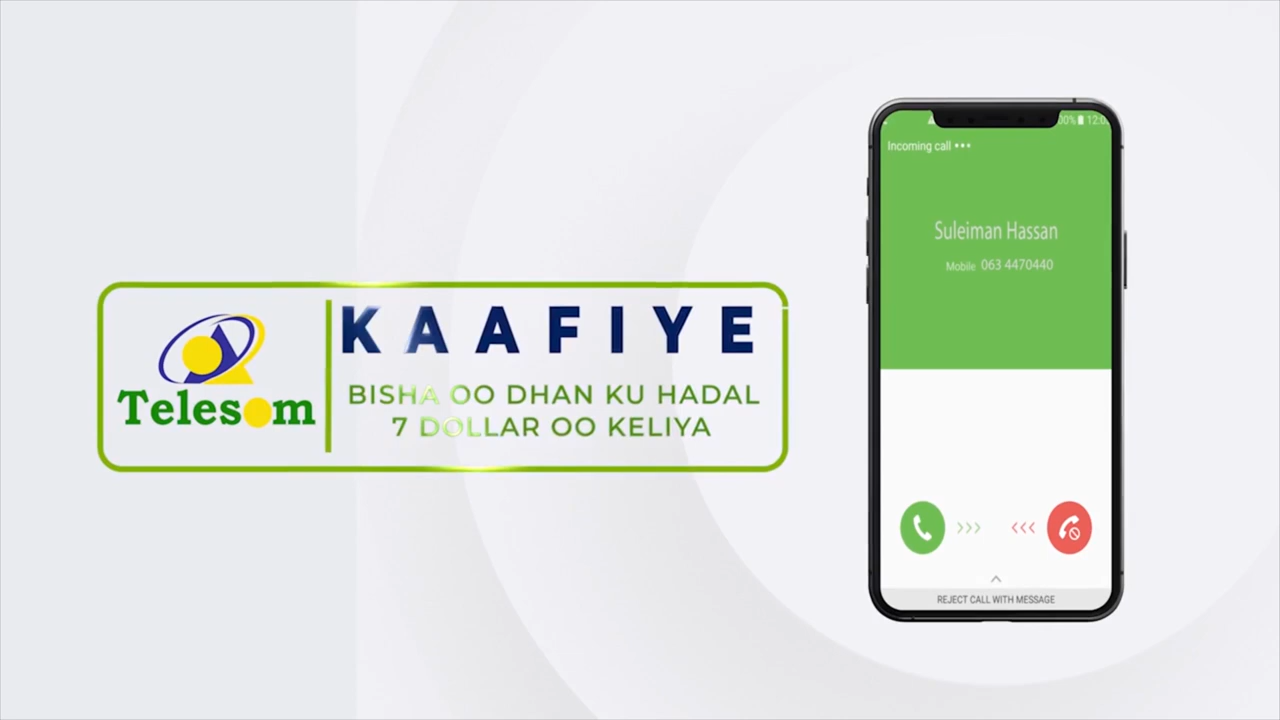 Telesom
KAAFIYE
BISHA OO DHAN KU HADAL
7 DOLLAR OO KELIYA
Incoming call •••
Suleiman Hassan
Mobile 063 4470440
REJECT CALL WITH MESSAGE